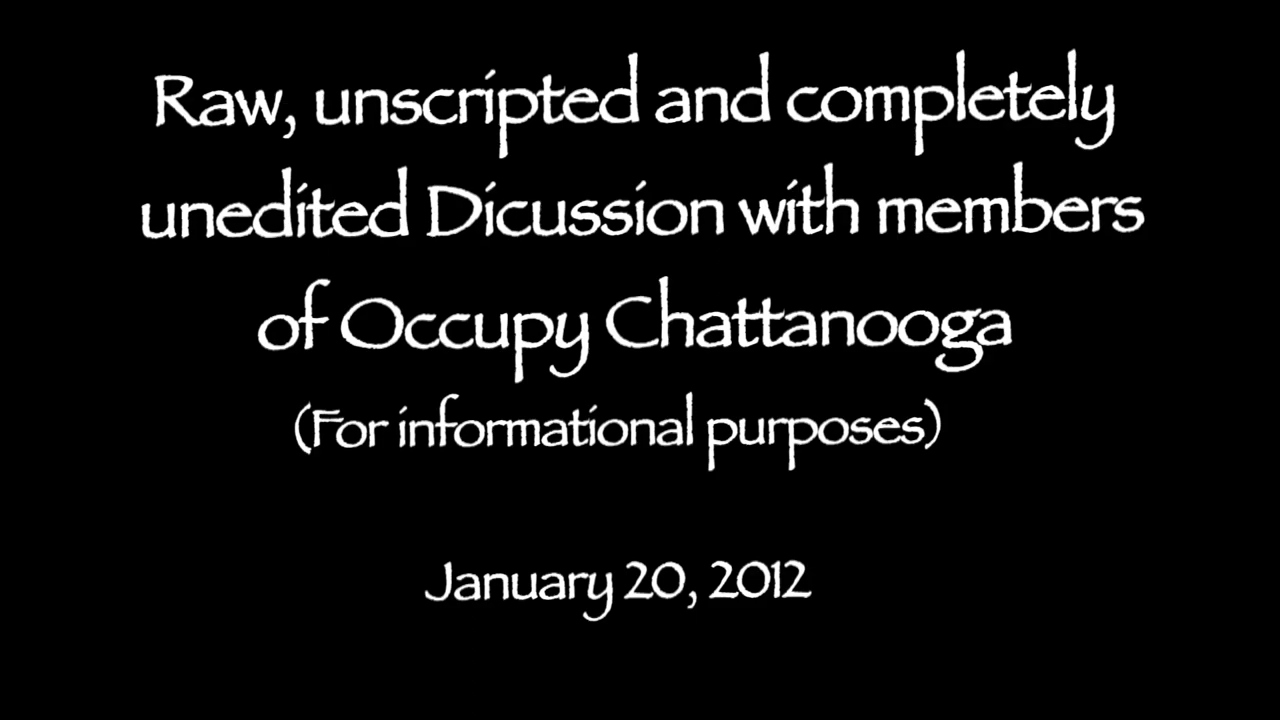 Raw, unscripted and completely
unedited Dicussion with members
of Occupy Chattanooga
(For informational purposes)
January 20, 2012